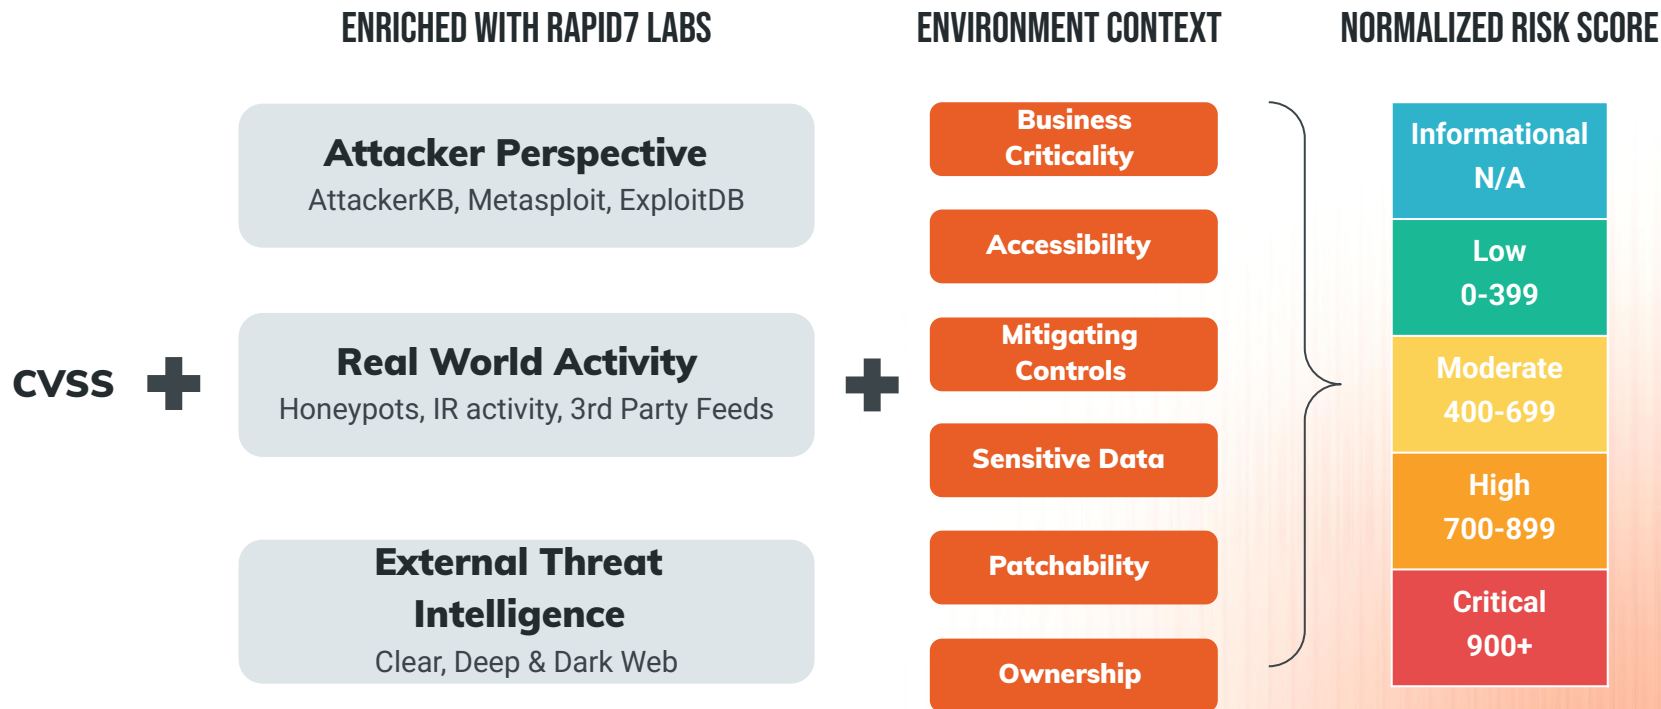 ENRICHED WITH RAPID7 LABS
ENVIRONMENT CONTEXT
NORMALIZED RISK SCORE
CVSS
Attacker Perspective
AttackerKB, Metasploit, ExploitDB
Real World Activity
Honeypots, IR activity, 3rd Party Feeds
External Threat
Intelligence
Clear, Deep & Dark Web
Business
Criticality
Accessibility
Mitigating
Controls
Sensitive Data
Patchability
Ownership
Informational
N/A
Low
0-399
Moderate
400-699
High
700-899
Critical
900+